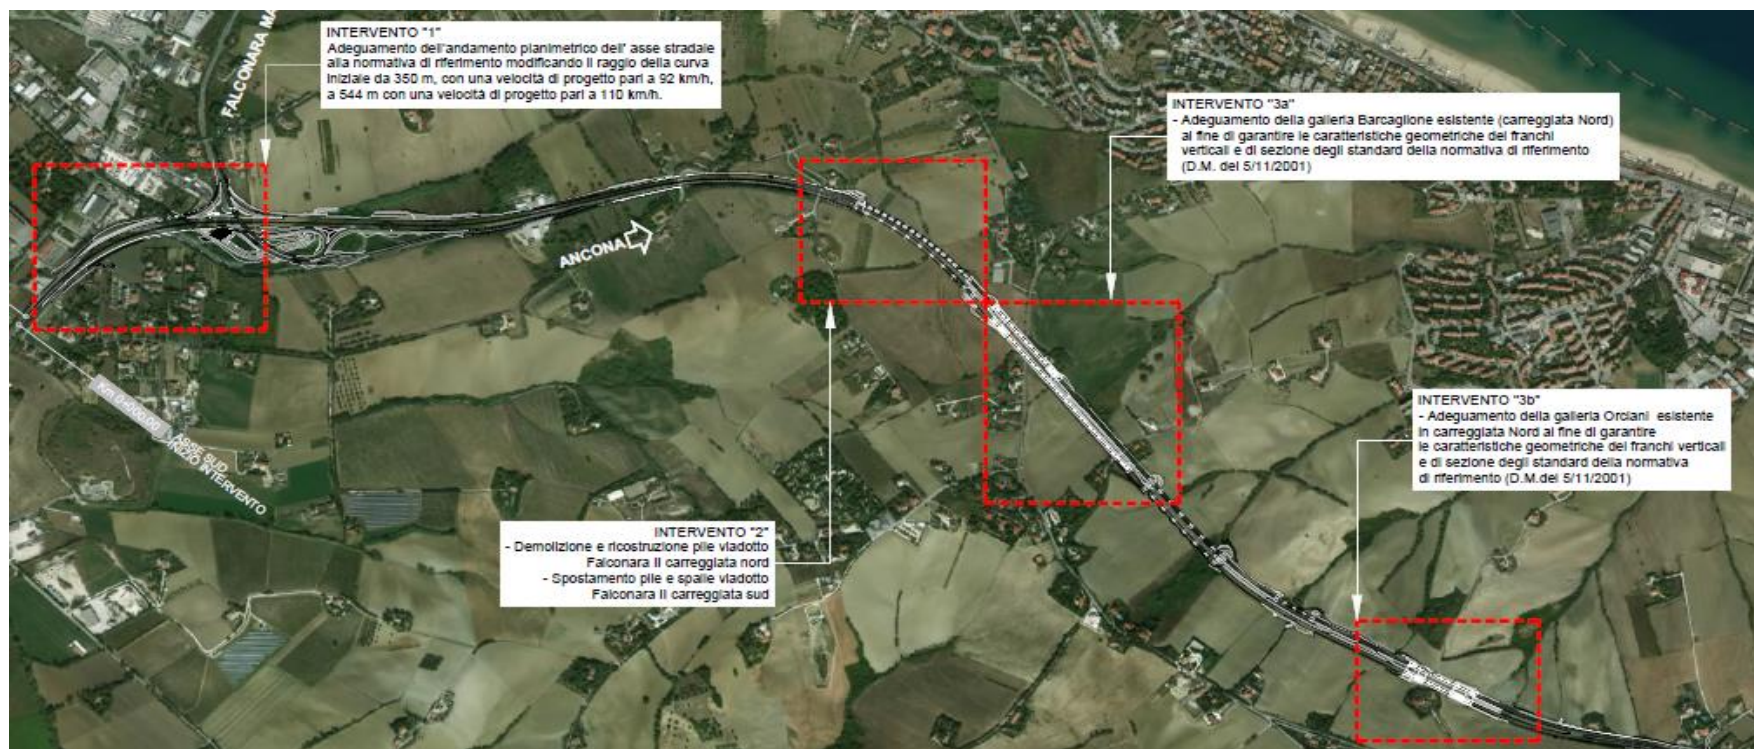 FALCONARA MA
INTERVENTO "1"
Adeguamento dell'andamento planimetrico dell' asse stradale
alla normativa di riferimento modificando il raggio della curva
iniziale da 350 m, con una velocità di progetto pari a 92 km/h,
a 544 m con una velocità di progetto pari a 110 km/h.
INTERVENTO "3a"
- Adeguamento della galleria Barcaglione esistente (carreggiata Nord)
al fine di garantire le caratteristiche geometriche dei franchi
verticali e di sezione degli standard della normativa di riferimento
(D.M. del 5/11/2001)
ANCONA
Km 0+000.00
ASSE SUD
INIZIO INTERVENTO
INTERVENTO "3b"
- Adeguamento della galleria Orciani esistente
in carreggiata Nord al fine di garantire
le caratteristiche geometriche dei franchi verticali
e di sezione degli standard della normativa
di riferimento (D.M.del 5/11/2001)
INTERVENTO "2"
- Demolizione e ricostruzione pile viadotto
Falconara II carreggiata nord
- Spostamento pile e spalle viadotto
Falconara II carreggiata sud